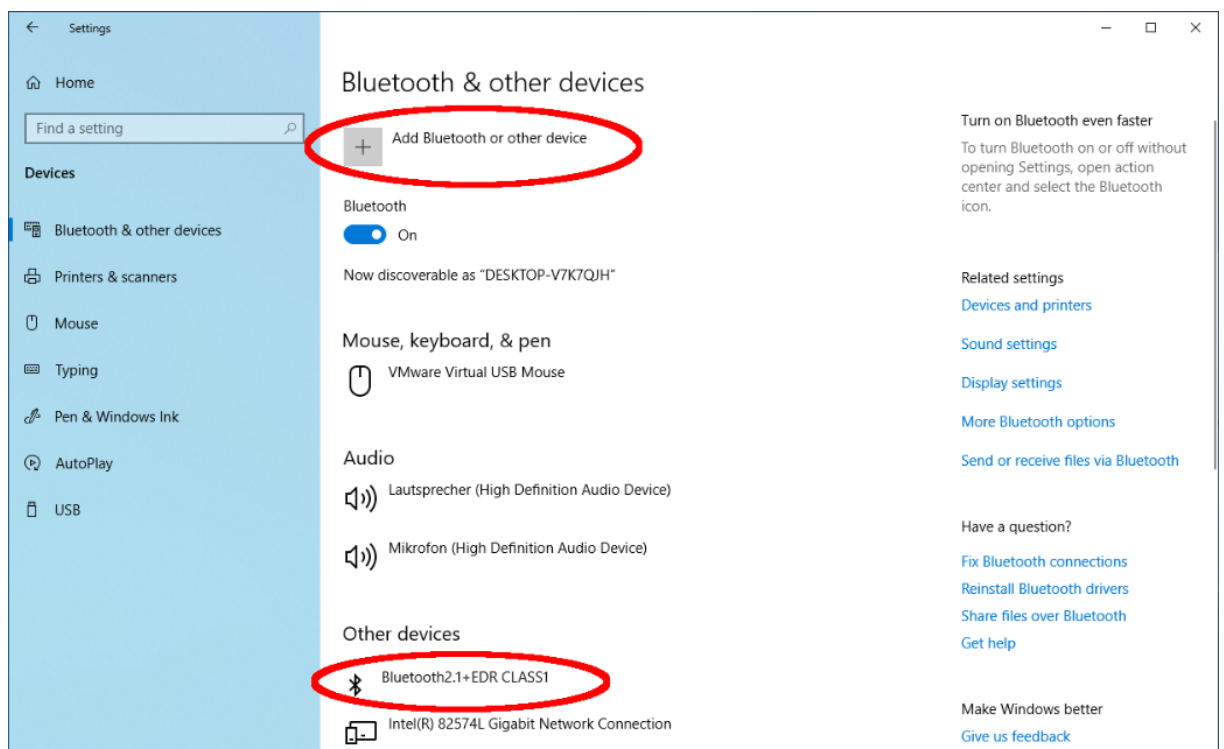 Settings
Home
Find a setting
Devices
Bluetooth & other devices
Printers & scanners
Mouse
Typing
Pen & Windows Ink
AutoPlay
USB
Bluetooth & other devices
Add Bluetooth or other device
Bluetooth
On
Now discoverable as “DESKTOP-V7K7QJH”
Mouse, keyboard, & pen
VMware Virtual USB Mouse
Audio
Lautsprecher (High Definition Audio Device)
Mikrofon (High Definition Audio Device)
Other devices
Bluetooth2.1+EDR CLASS1
Intel(R) 82574L Gigabit Network Connection
Turn on Bluetooth even faster
To turn Bluetooth on or off without
opening Settings, open action
center and select the Bluetooth
icon.
Related settings
Devices and printers
Sound settings
Display settings
More Bluetooth options
Send or receive files via Bluetooth
Have a question?
Fix Bluetooth connections
Reinstall Bluetooth drivers
Share files over Bluetooth
Get help
Make Windows better
Give us feedback